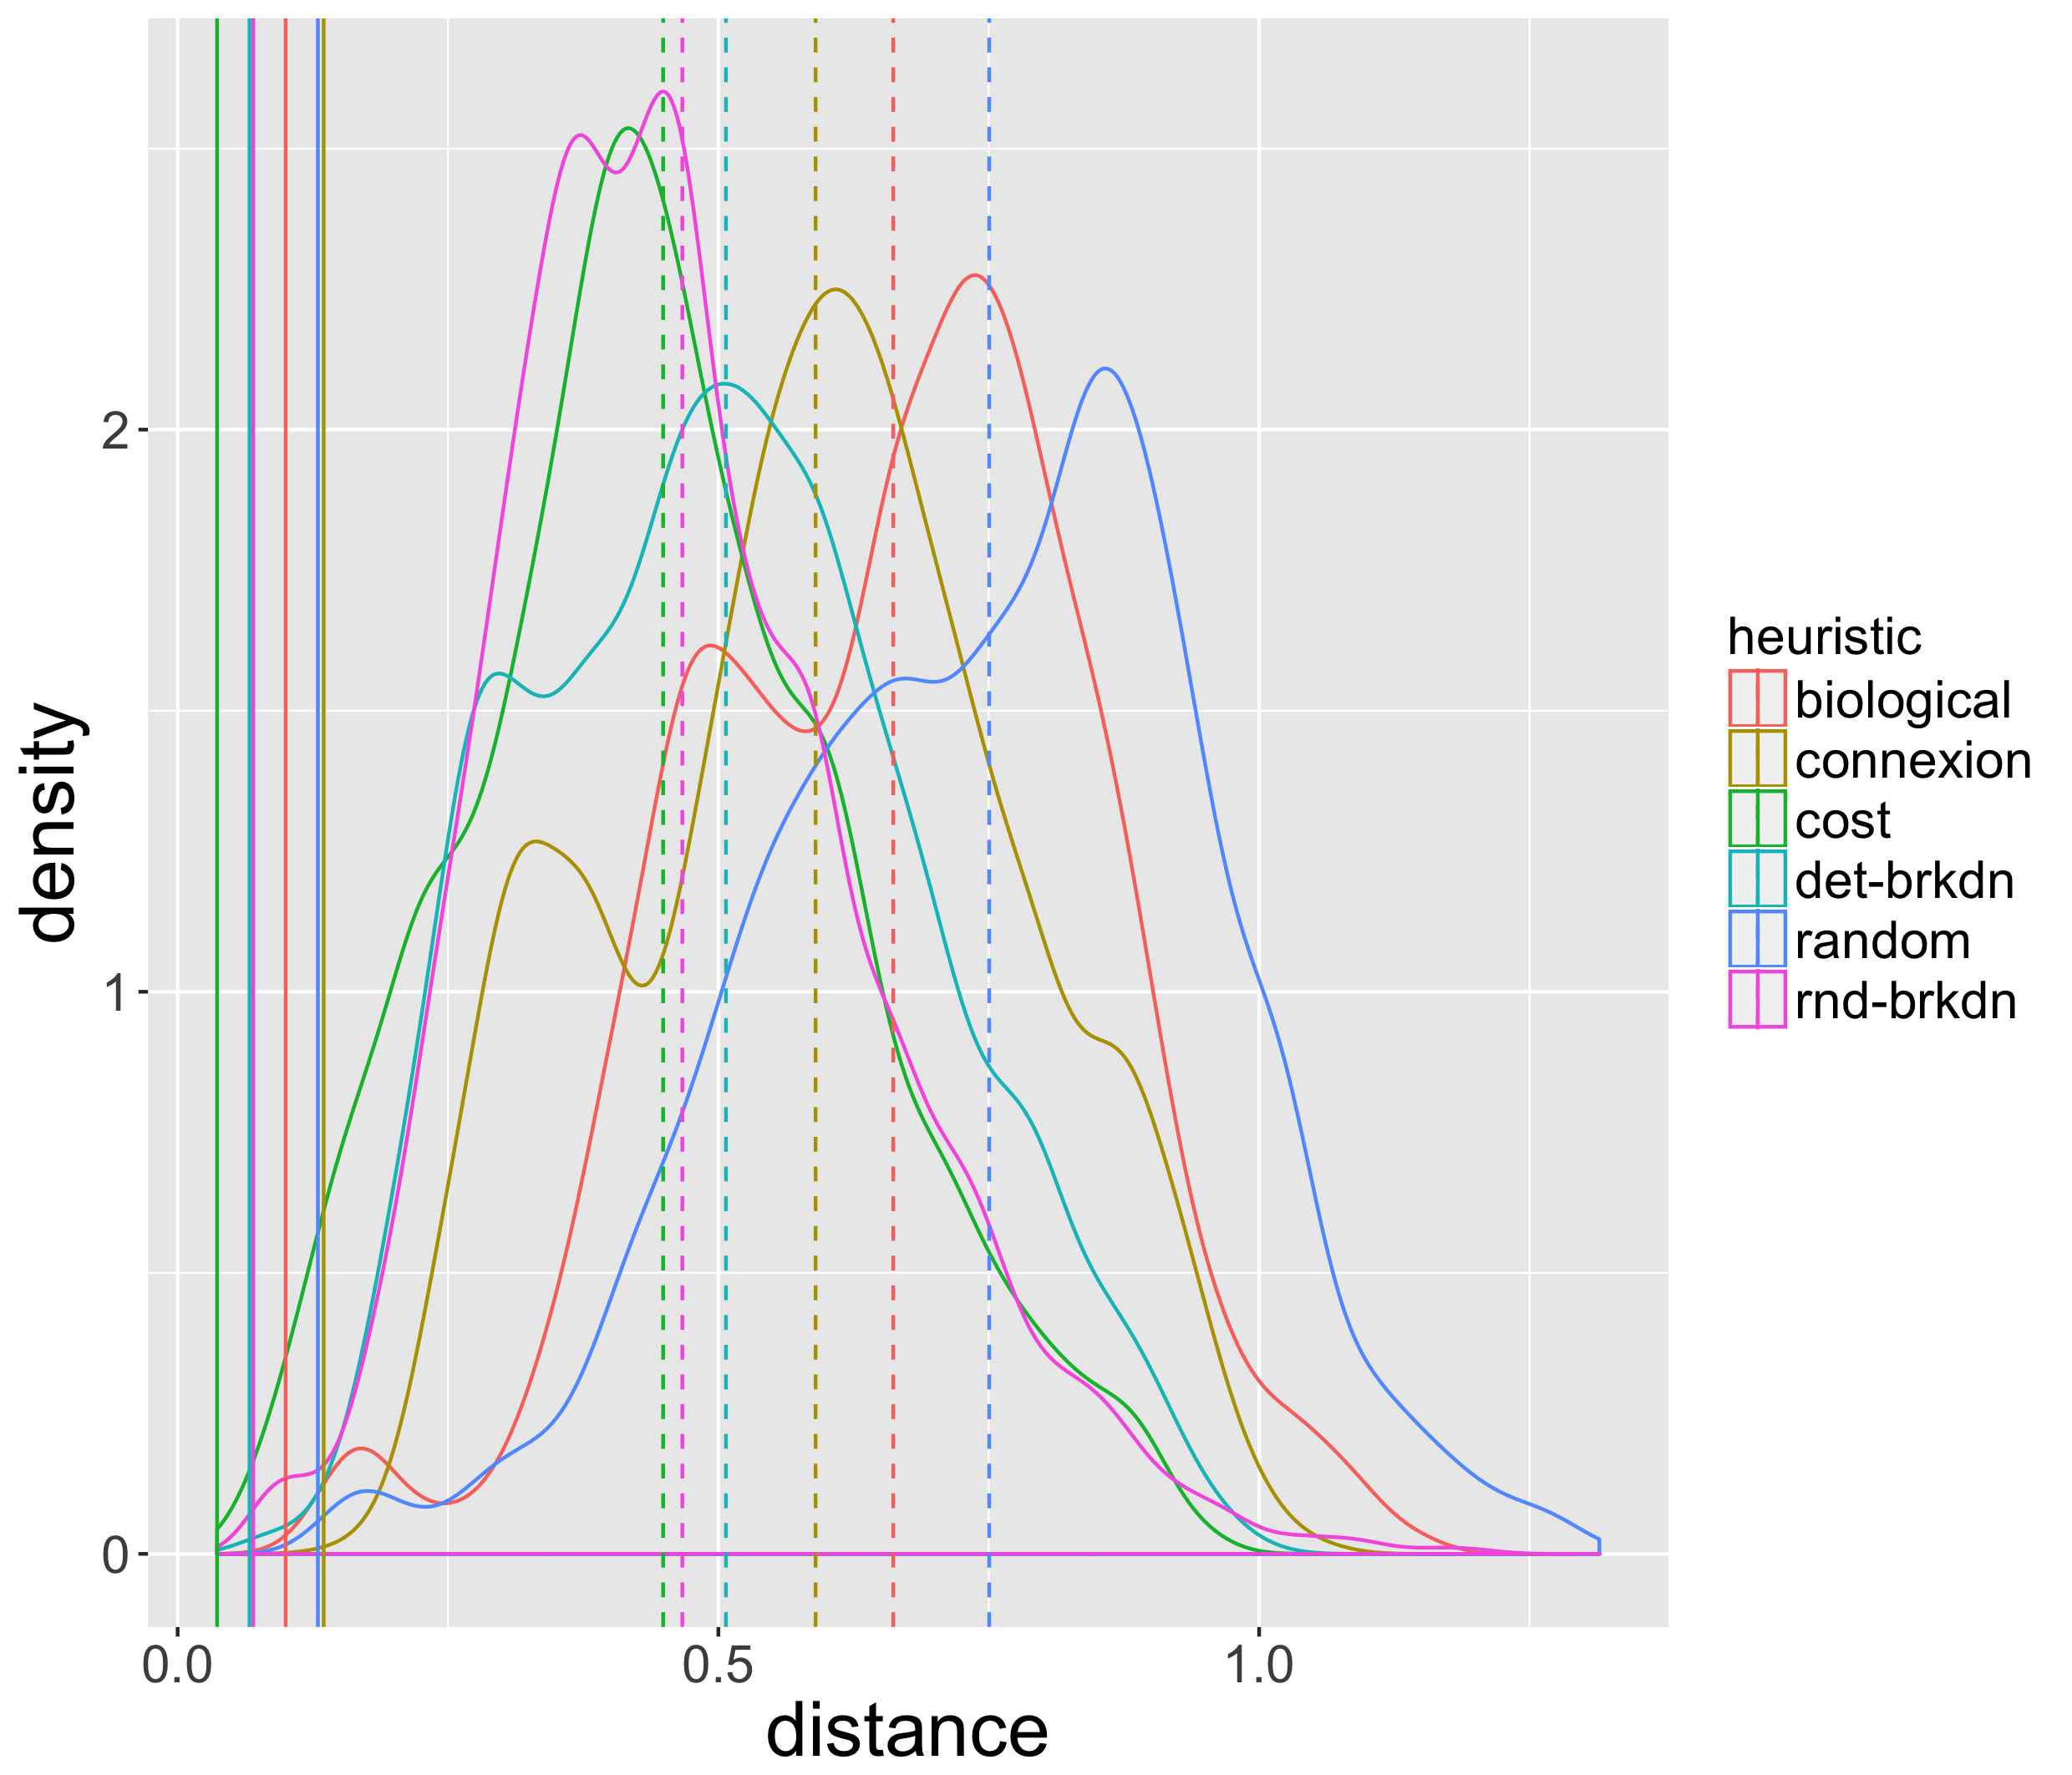 density
2
1
0
0.0 0.5 1.0
distance
heuristic
biological
connexion
cost
det-brkdn
random
rnd-brkdn